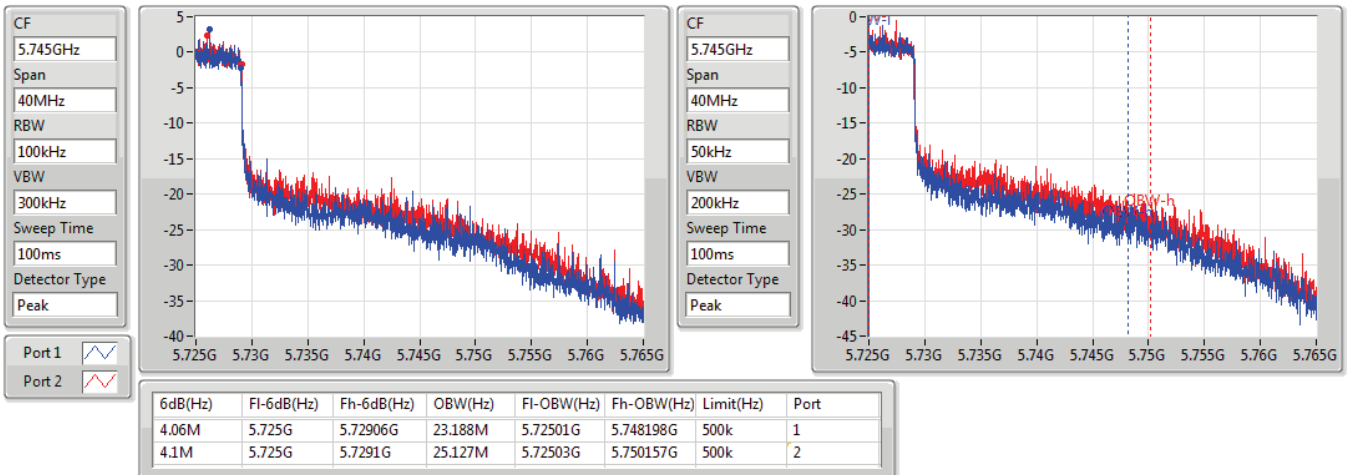 CF
5.745GHz
Span
40MHz
RBW
100kHz
VBW
300kHz
Sweep Time
100ms
Detector Type
Peak
Port 1
Port 2
5
0
-5
-10
-15
-20
-25
-30
-35
-40
5.725G 5.73G 5.735G 5.74G 5.745G 5.75G 5.755G 5.76G 5.765G
CF
5.745GHz
Span
40MHz
RBW
50kHz
VBW
200kHz
Sweep Time
100ms
Detector Type
Peak
0
-5
-10
-15
-20
-25
-30
-35
-40
-45
OBW-h
5.725G 5.73G 5.735G 5.74G 5.745G 5.75G 5.755G 5.76G 5.765G
6dB(Hz) Fl-6dB(Hz) Fh-6dB(Hz) OBW(Hz) Fl-OBW(Hz) Fh-OBW(Hz) Limit(Hz) Port
4.06M 5.725G 5.72906G 23.188M 5.72501G 5.748198G 500k 1
4.1M 5.725G 5.7291G 25.127M 5.72503G 5.750157G 500k 2